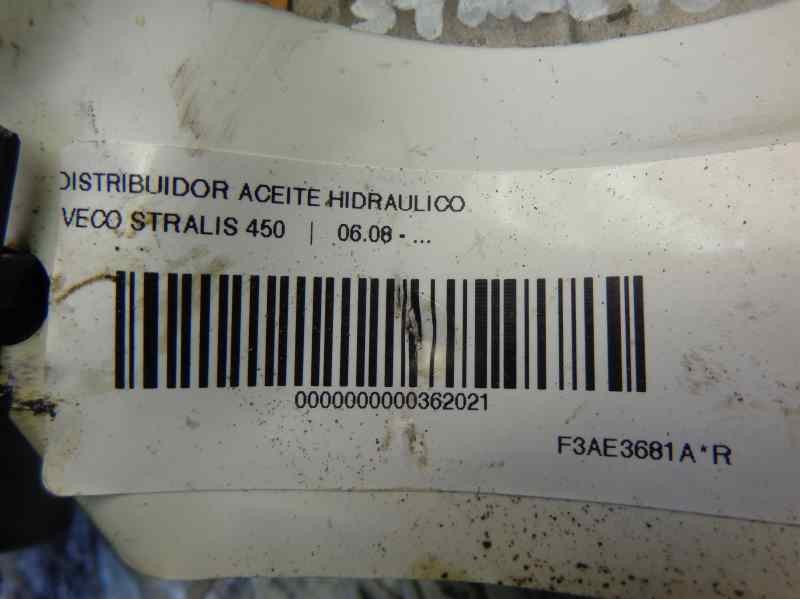 DISTRIBUIDOR ACEITE HIDRAULICO
VECO STRALIS 450 | 06.08 - ...
0000000000362021
F3AE3681A*R